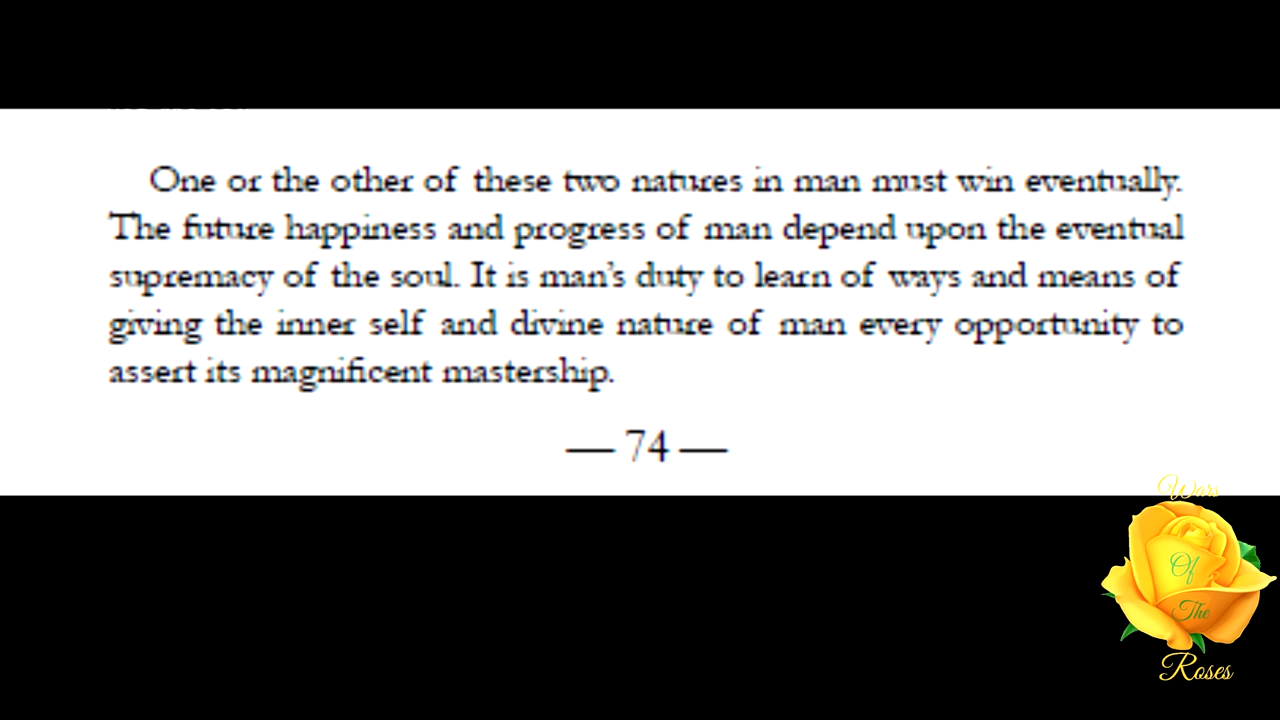 One or the other of these two natures in man must win eventually.
The future happiness and progress of man depend upon the eventual
supremacy of the soul. It is man's duty to learn of ways and means of
giving the inner self and divine nature of man every opportunity to
assert its magnificent mastership.
— 74 —
Wars
Of
The
Roses